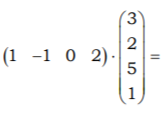 (1 −1 0 2) · (3
2
5
1) =